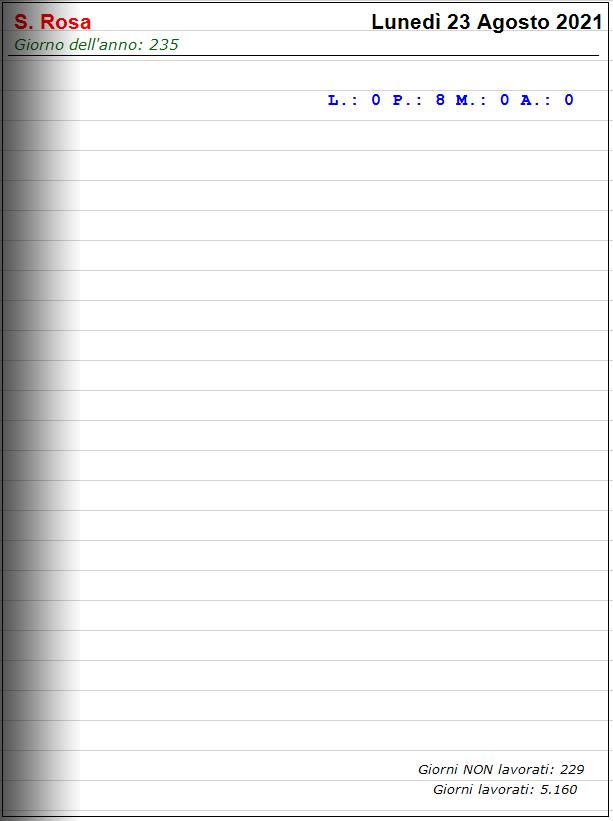 S. Rosa Lunedì 23 Agosto 2021
Giorno dell'anno: 235
L.: 0 P.: 8 M.: 0 A.: 0
Giorni NON lavorati: 229
Giorni lavorati: 5.160